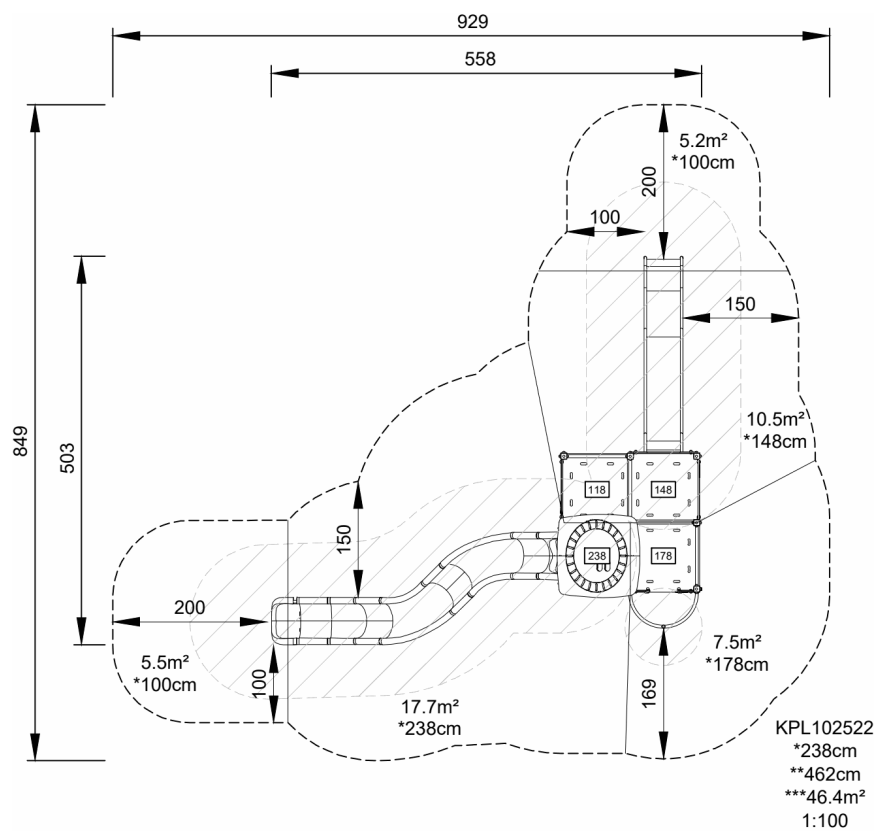 929
558
5.2m²
*100cm
200
100
150
849
503
10.5m²
*148cm
118
148
150
238
178
200
5.5m²
*100cm
100
7.5m²
*178cm
169
17.7m²
*238cm
KPL102522
*238cm
**462cm
***46.4m²
1:100